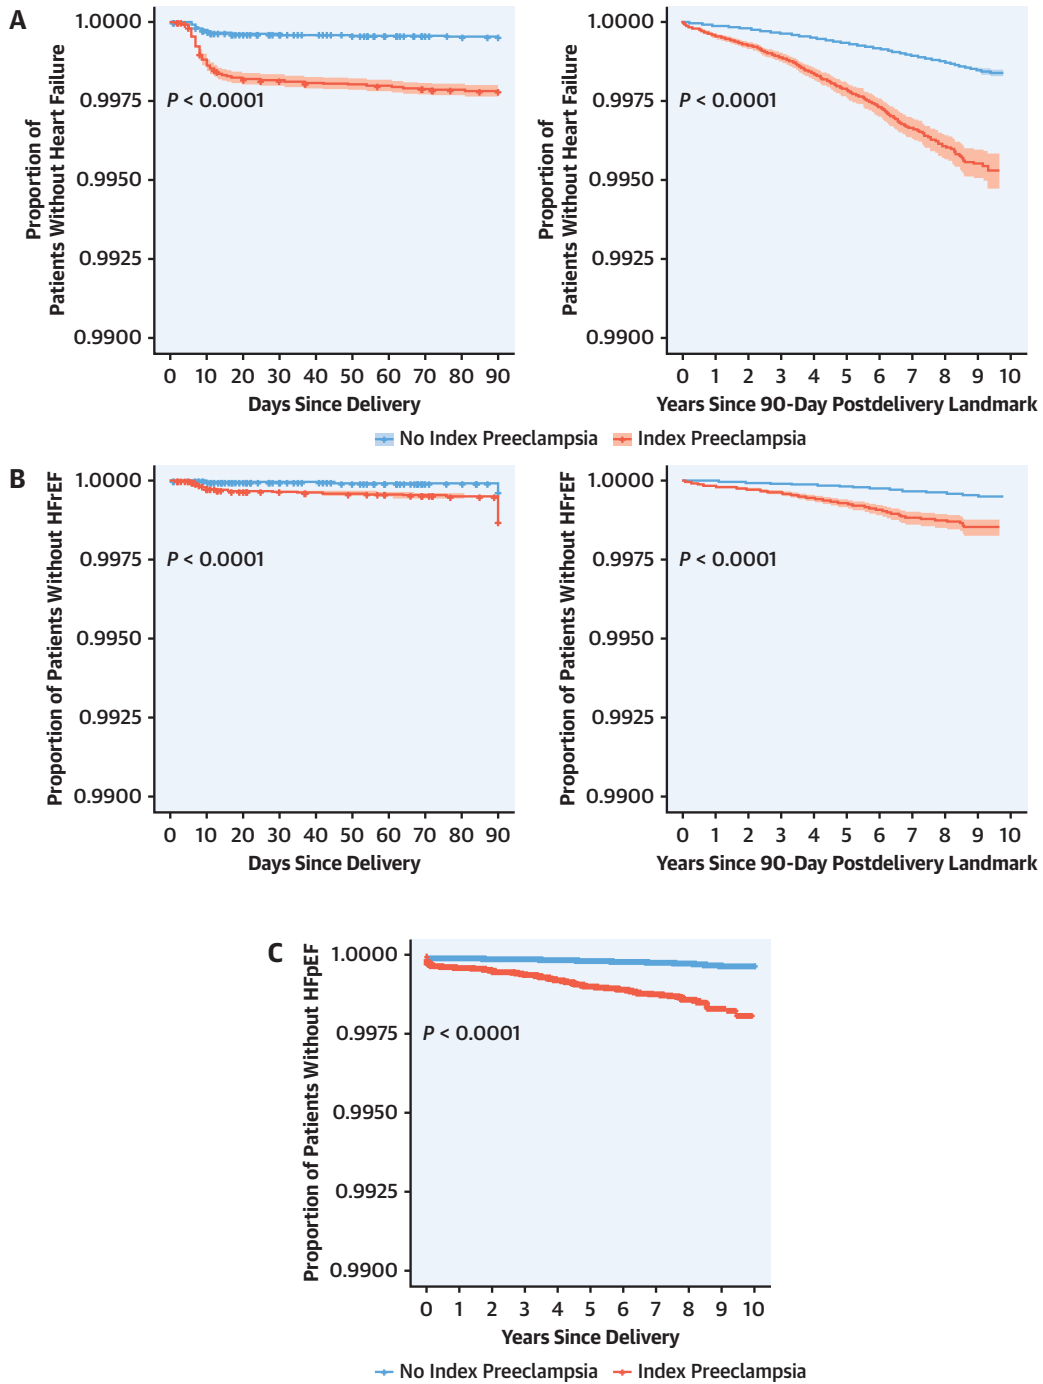 A
Proportion of
Patients Without Heart Failure
1.0000
0.9975
0.9950
0.9925
0.9900
P < 0.0001
0 10 20 30 40 50 60 70 80 90
Days Since Delivery
Proportion of
Patients Without Heart Failure
1.0000
0.9975
0.9950
0.9925
0.9900
P < 0.0001
0 1 2 3 4 5 6 7 8 9 10
Years Since 90-Day Postdelivery Landmark
No Index Preeclampsia Index Preeclampsia
B
Proportion of Patients Without HFrEF
1.0000
0.9975
0.9950
0.9925
0.9900
P < 0.0001
0 10 20 30 40 50 60 70 80 90
Days Since Delivery
Proportion of Patients Without HFrEF
1.0000
0.9975
0.9950
0.9925
0.9900
P < 0.0001
0 1 2 3 4 5 6 7 8 9 10
Years Since 90-Day Postdelivery Landmark
C
Proportion of Patients Without HFpEF
1.0000
0.9975
0.9950
0.9925
0.9900
P < 0.0001
0 1 2 3 4 5 6 7 8 9 10
Years Since Delivery
No Index Preeclampsia Index Preeclampsia